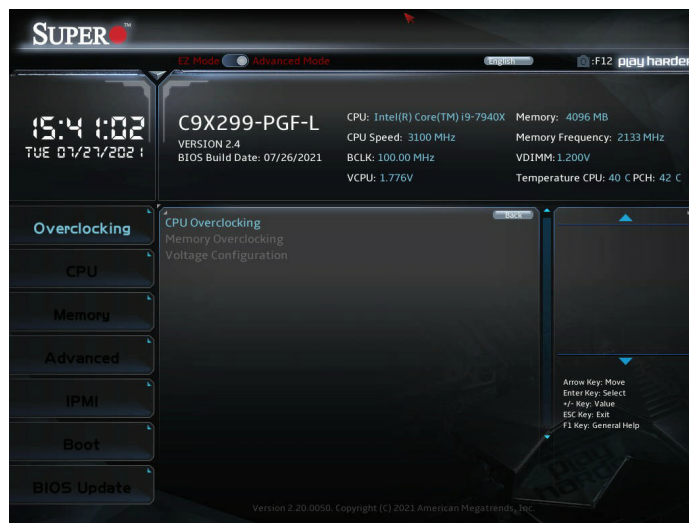 SUPER™
EZ Mode Advanced Mode
English
:F12 play harder
15:41:02
TUE 07/27/2021
C9X299-PGF-L
VERSION 2.4
BIOS Build Date: 07/26/2021
CPU: Intel(R) Core(TM) i9-7940X
CPU Speed: 3100 MHz
BCLK: 100.00 MHz
VCPU: 1.776V
Memory: 4096 MB
Memory Frequency: 2133 MHz
VDIMM: 1.200V
Temperature CPU: 40 C PCH: 42 C
Overclocking
CPU
Memory
Advanced
IPMI
Boot
BIOS Update
CPU Overclocking
Memory Overclocking
Voltage Configuration
Back
Arrow Key: Move
Enter Key: Select
+/- Key: Value
ESC Key: Exit
F1 Key: General Help
Version 2.20.0050. Copyright (C) 2021 American Megatrends, Inc.